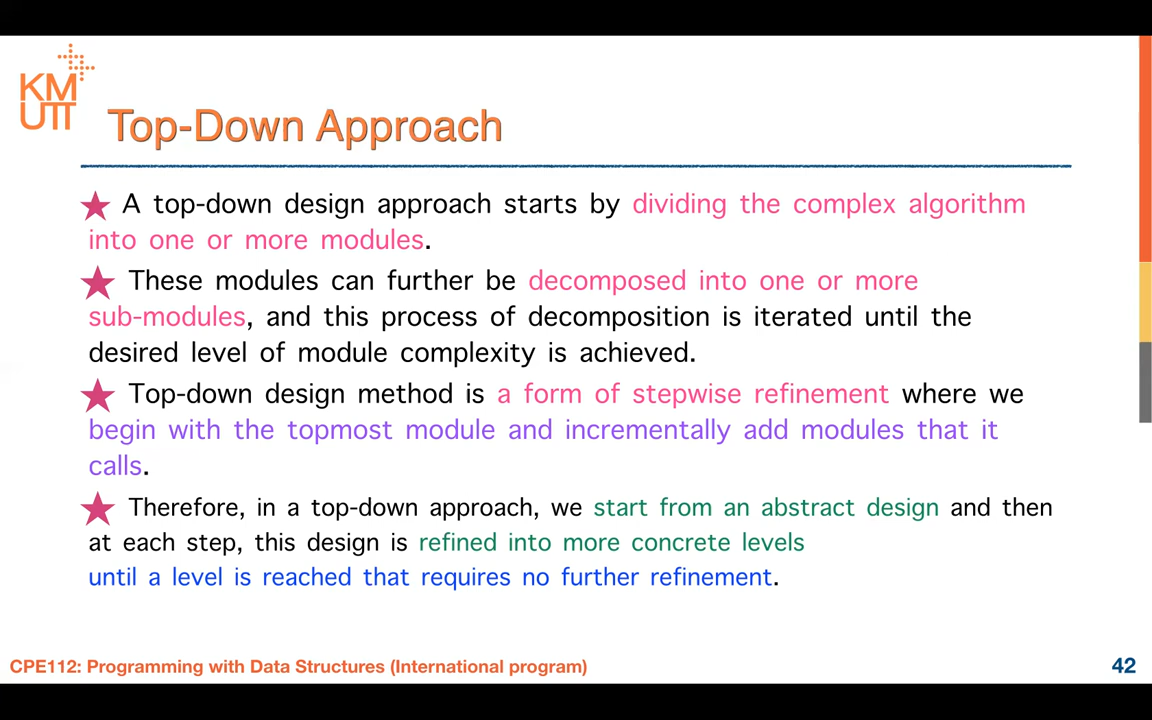 KM
UTT
Top-Down Approach
A top-down design approach starts by dividing the complex algorithm
into one or more modules.
These modules can further be decomposed into one or more
sub-modules, and this process of decomposition is iterated until the
desired level of module complexity is achieved.
Top-down design method is a form of stepwise refinement where we
begin with the topmost module and incrementally add modules that it
calls.
Therefore, in a top-down approach, we start from an abstract design and then
at each step, this design is refined into more concrete levels
until a level is reached that requires no further refinement.
CPE112: Programming with Data Structures (International program)
42